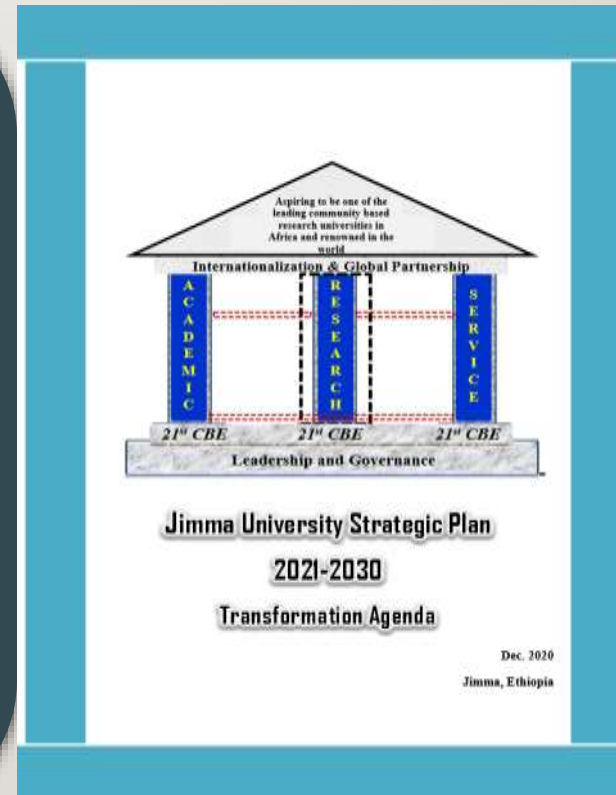 Aspiring to be one of the
leading community based
research universities in
Africa and renowned in the
world
Internationalization & Global Partnership
ACADEMIC
RESEARCH
SERVICE
21st CBE 21st CBE 21st CBE
Leadership and Governance
Jimma University Strategic Plan
2021-2030
Transformation Agenda
Dec. 2020
Jimma, Ethiopia